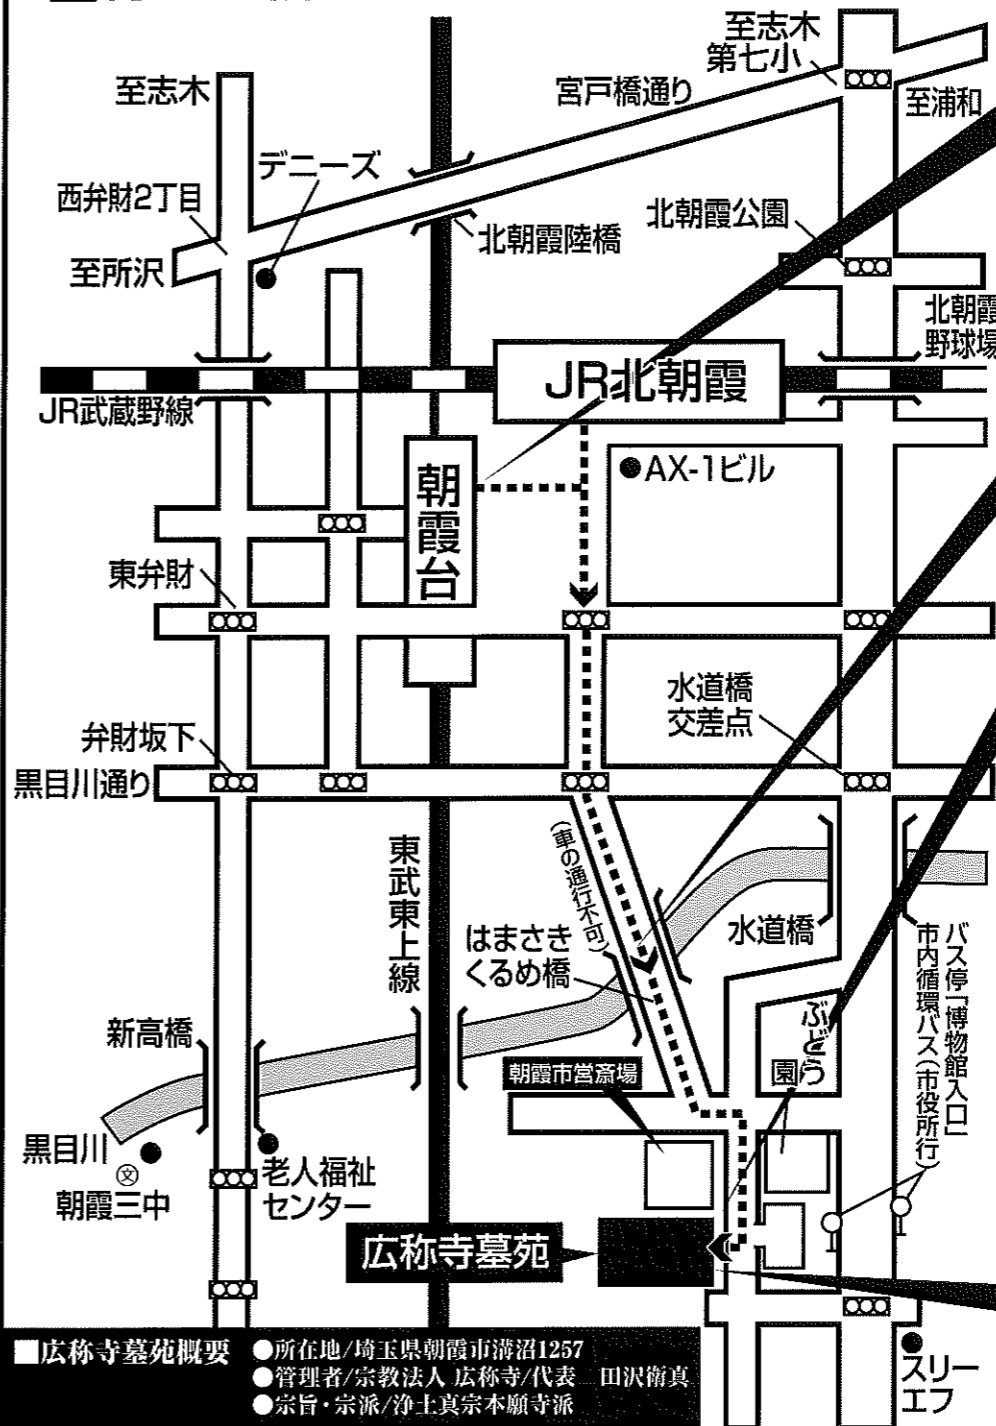 至志木
第七小
至志木
宮戸橋通り
至浦和
デニーズ
西弁財2丁目
北朝霞公園
北朝霞陸橋
至所沢
北朝霞
野球場
JR北朝霞
JR武蔵野線
朝霞台
●AX-1ビル
東弁財
水道橋
交差点
弁財坂下
黒目川通り
(車の通行不可)
東武東上線
はまさき
くるめ橋
水道橋
バス停「博物館入口」
市内循環バス(市役所行)
ぶどう
園
新高橋
朝霞市営斎場
黒目川
文
朝霞三中
老人福祉
センター
広称寺墓苑
スリー
エフ
■広称寺墓苑概要
●所在地/埼玉県朝霞市溝沼1257
●管理者/宗教法人 広称寺/代表 田沢衛真
●宗旨・宗派/浄土真宗本願寺派